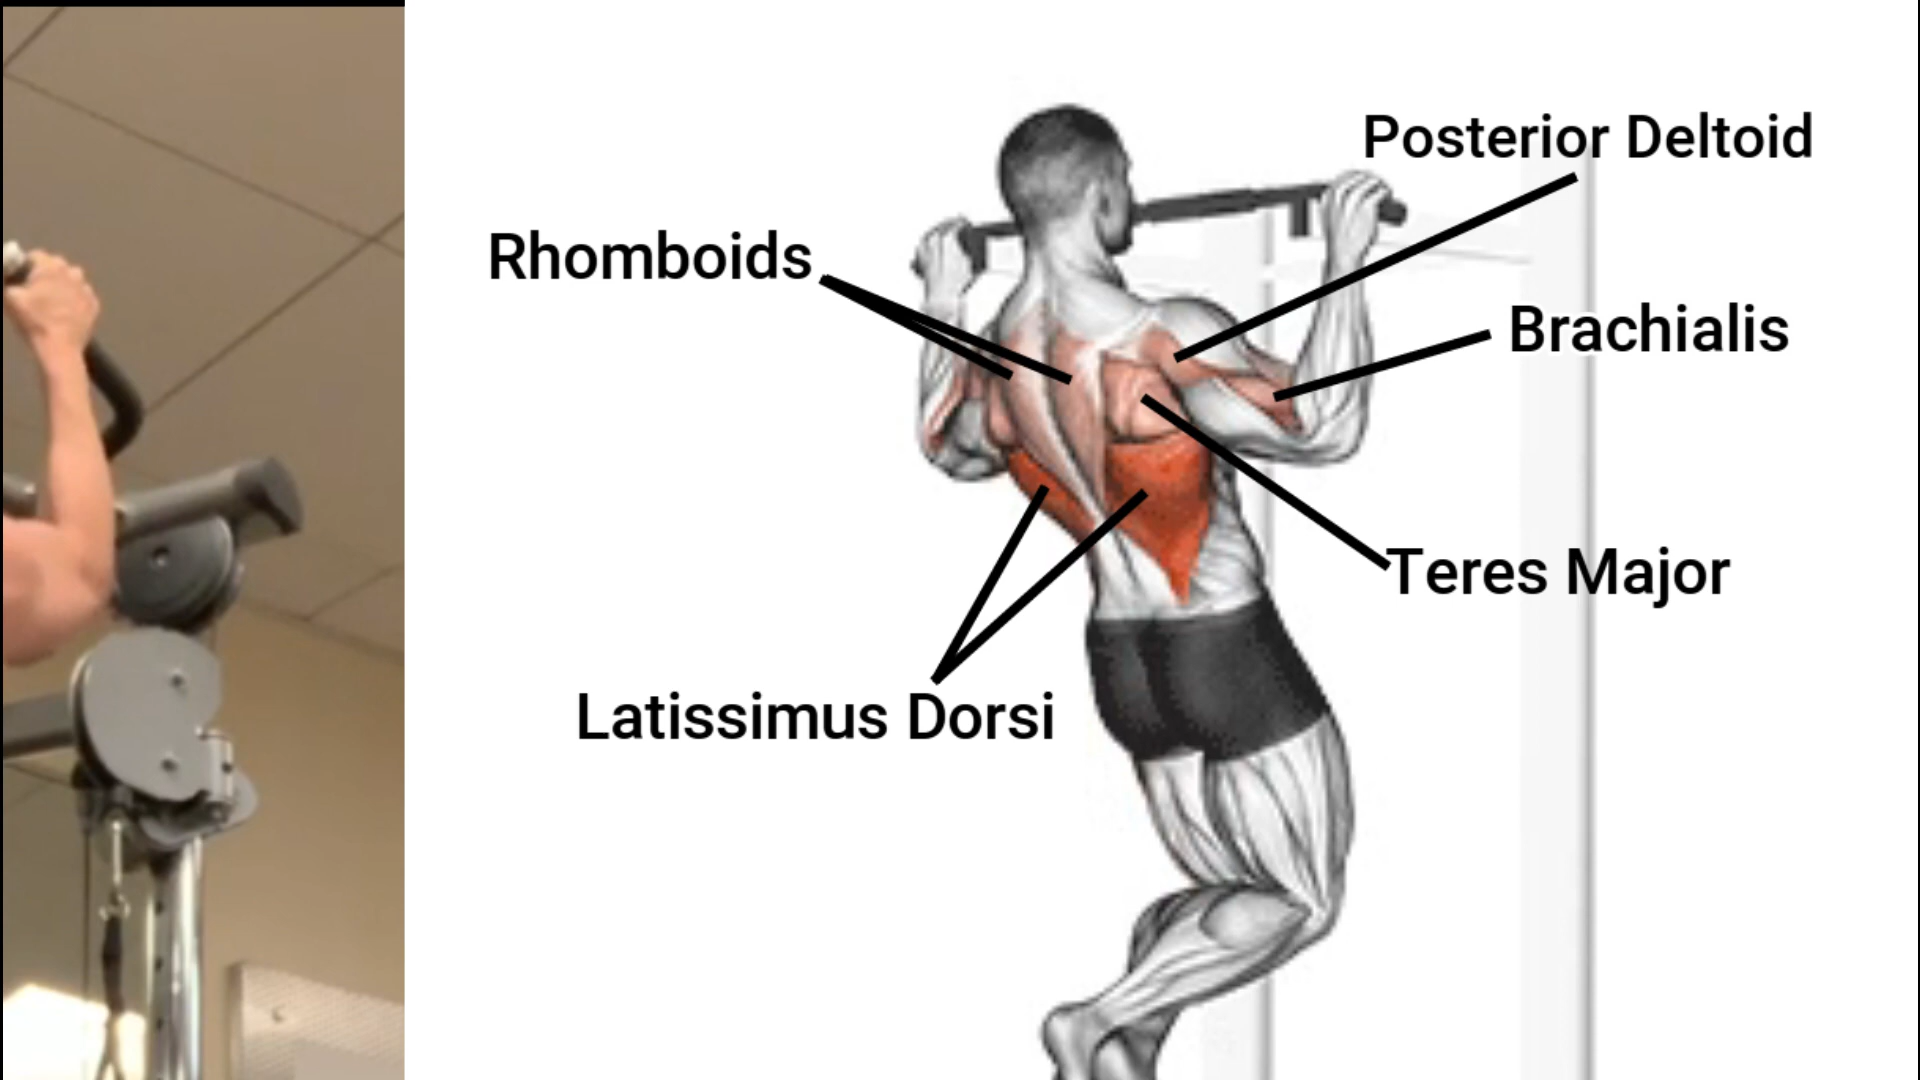 Posterior Deltoid
Rhomboids
Brachialis
Teres Major
Latissimus Dorsi